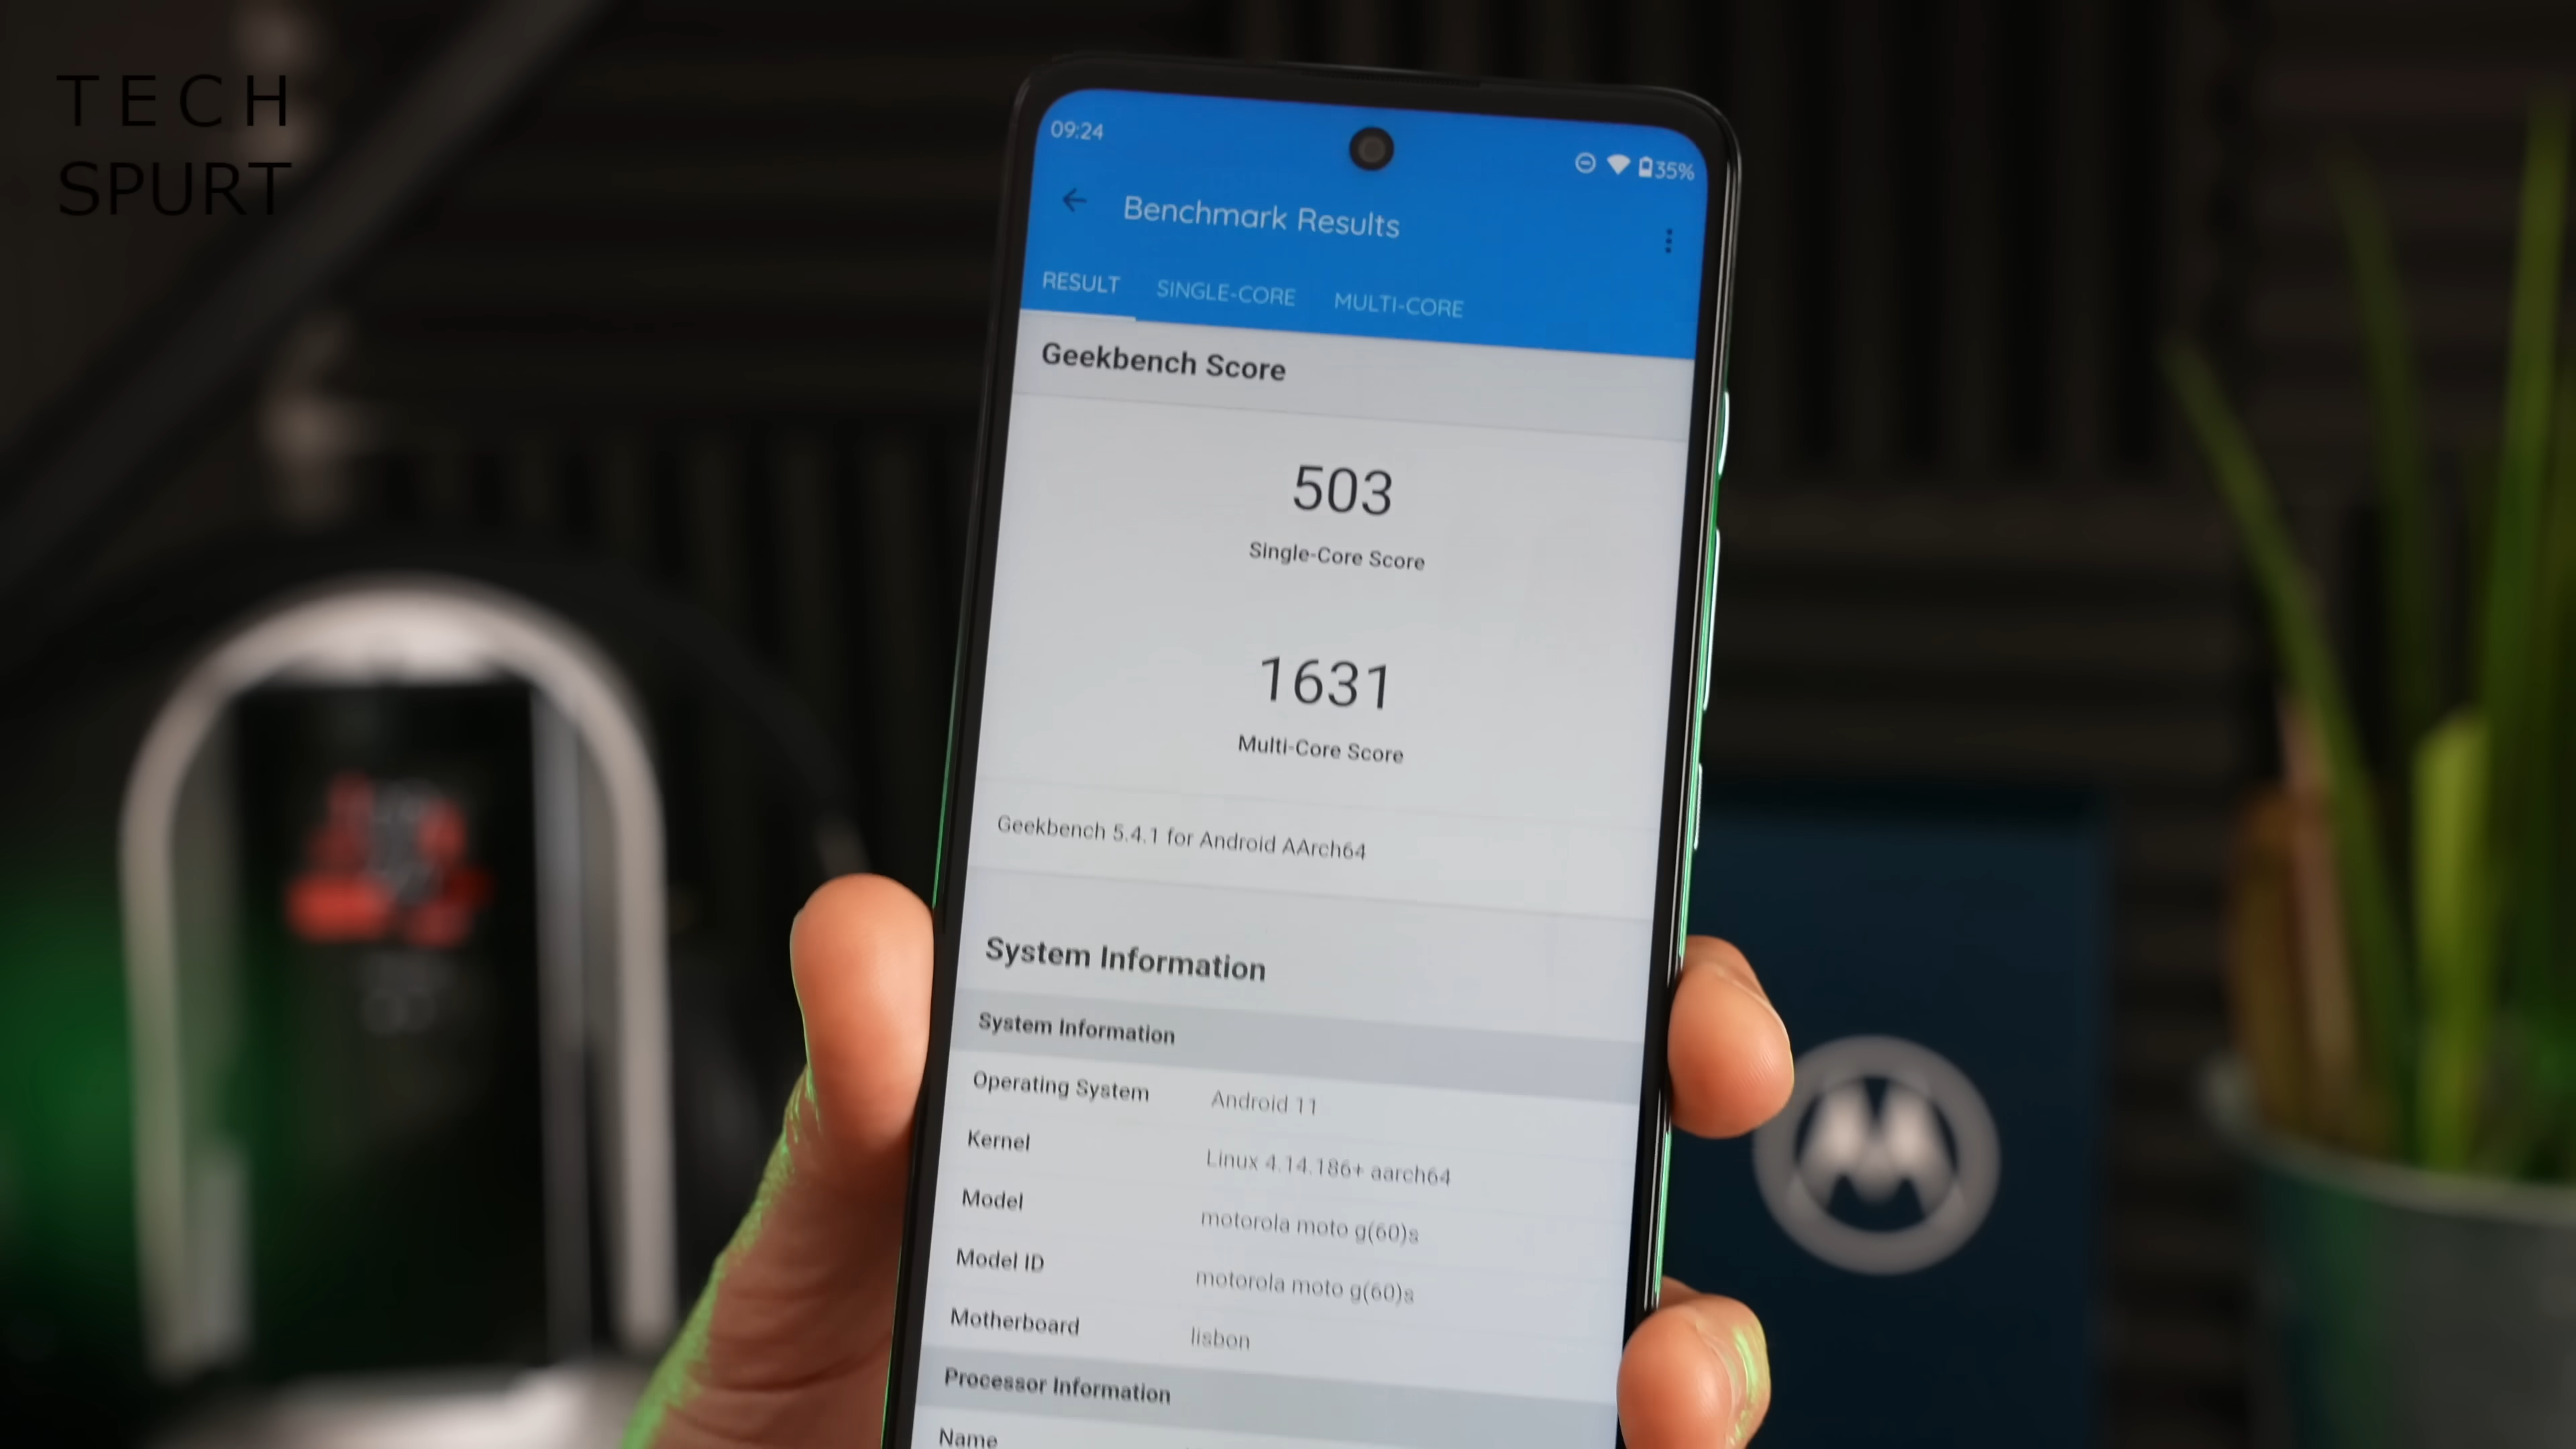 TECH
SPURT
09:24
35%
Benchmark Results
RESULT SINGLE-CORE MULTI-CORE
Geekbench Score
503
Single-Core Score
1631
Multi-Core Score
Geekbench 5.4.1 for Android AArch64
System Information
System Information
Operating System Android 11
Kernel Linux 4.14.186+ aarch64
Model motorola moto g(60)s
Model ID motorola moto g(60)s
Motherboard lisbon
Processor Information
Name